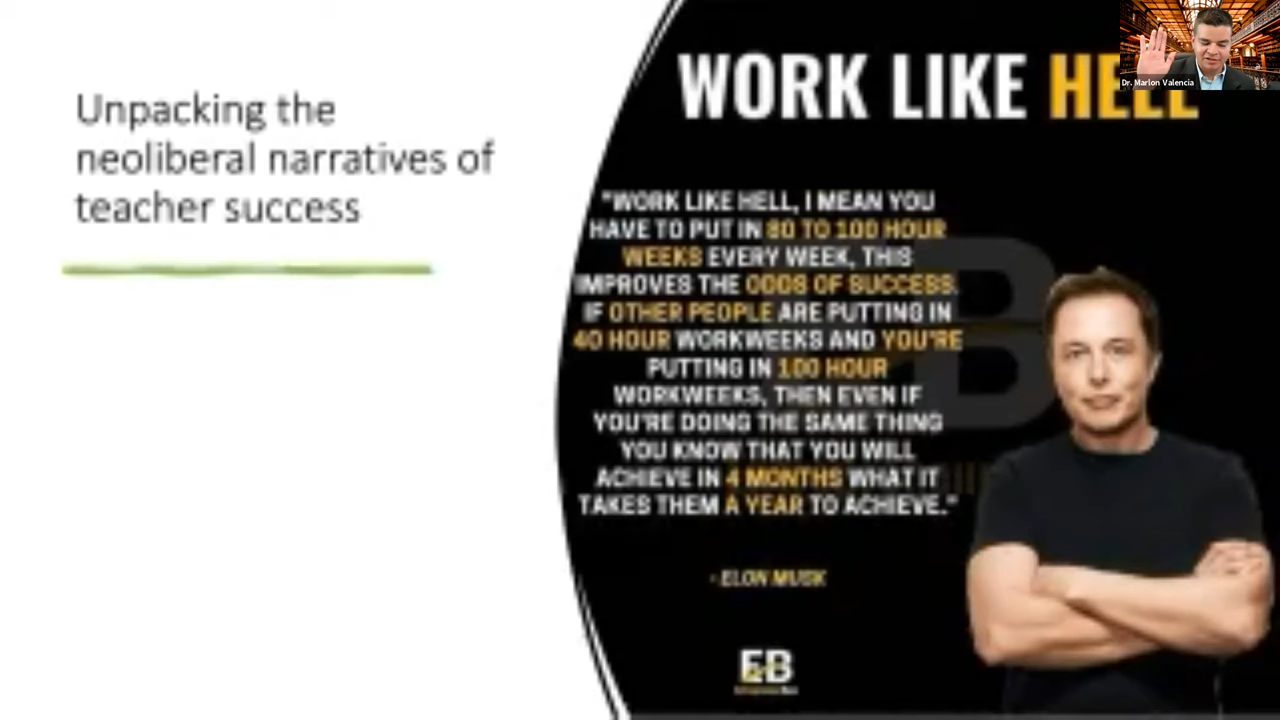 Unpacking the
neoliberal narratives of
teacher success
WORK LIKE HELL
Dr. Marlon Valencia
"WORK LIKE HELL, I MEAN YOU
HAVE TO PUT IN 80 TO 100 HOUR
WEEKS EVERY WEEK, THIS
IMPROVES THE ODDS OF SUCCESS.
IF OTHER PEOPLE ARE PUTTING IN
40 HOUR WORKWEEKS AND YOU'RE
PUTTING IN 100 HOUR
WORKWEEKS, THEN EVEN IF
YOU'RE DOING THE SAME THING
YOU KNOW THAT YOU WILL
ACHIEVE IN 4 MONTHS WHAT IT
TAKES THEM A YEAR TO ACHIEVE."
- ELON MUSK
EB